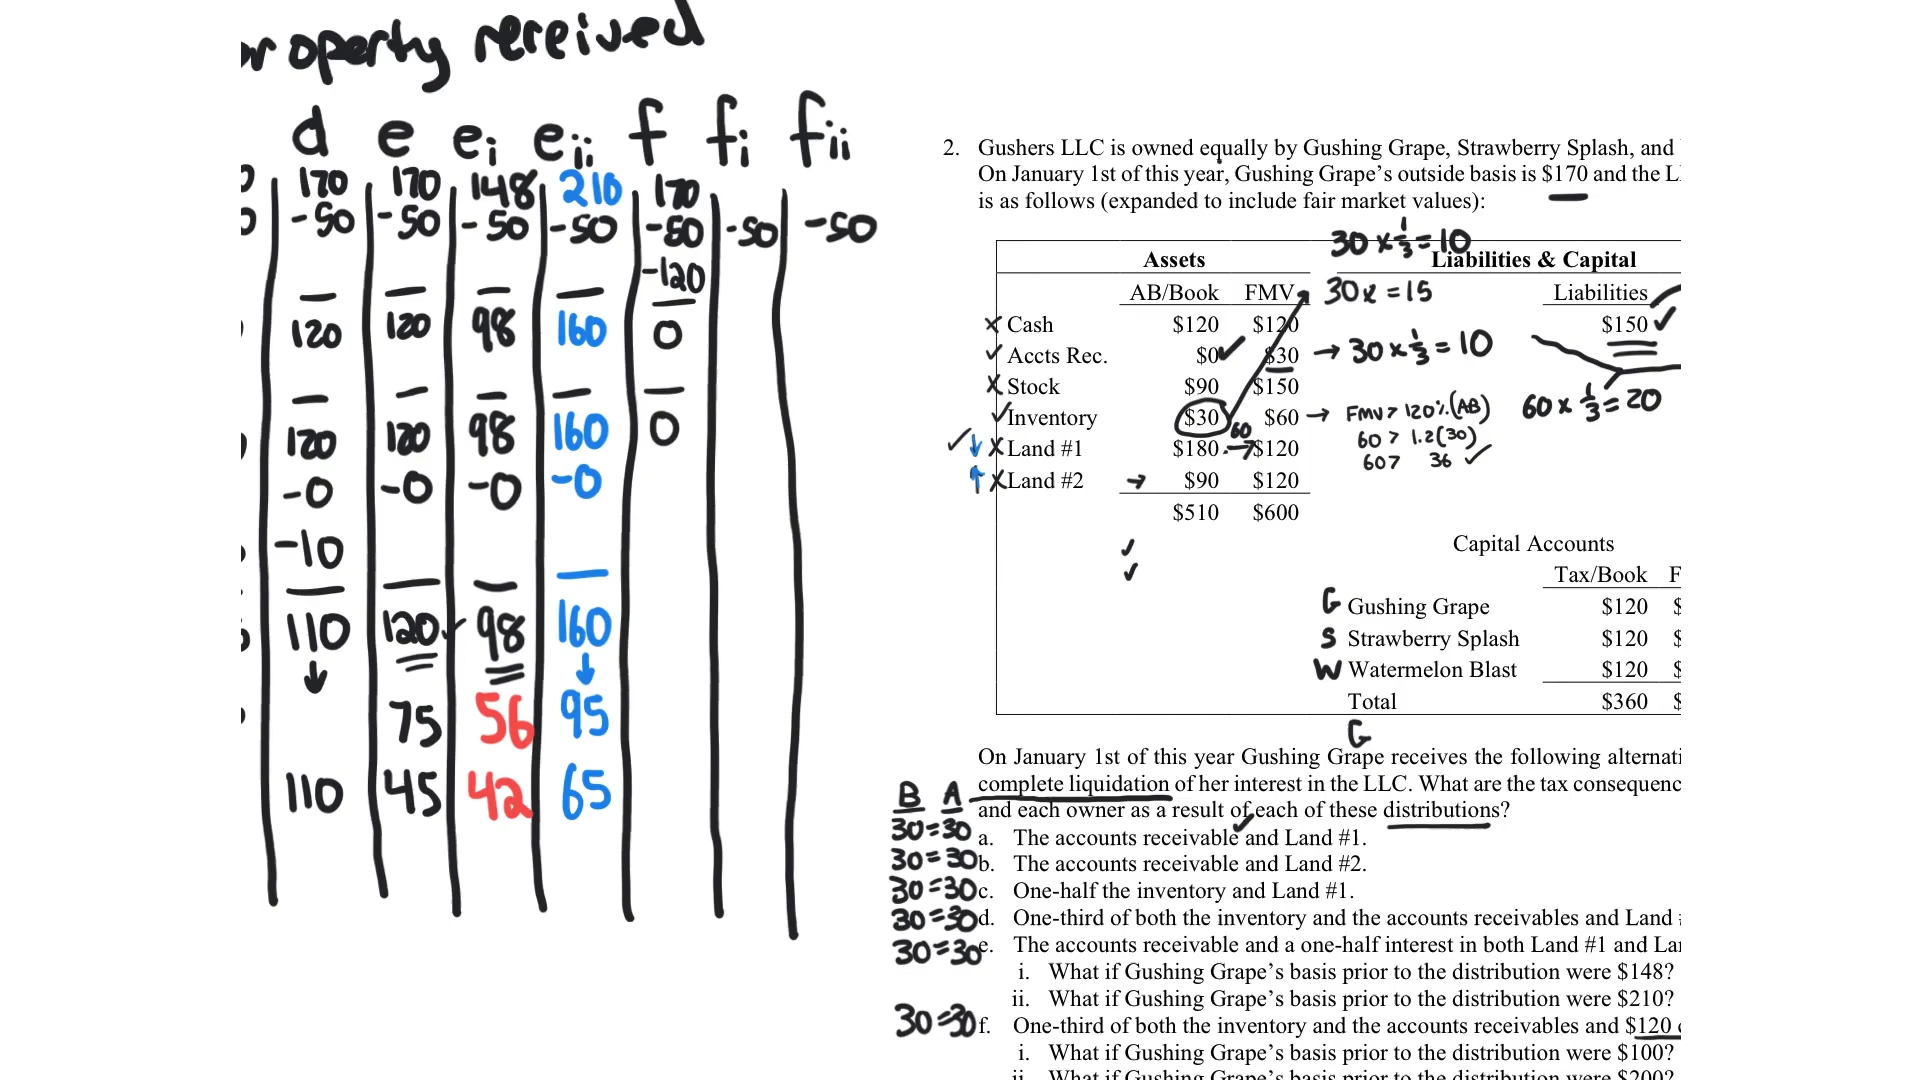 property received
d e ei eii f fi fii
170 170 148 210 170
-50 -50 -50 -50 -50 -50 -50
-120
120 120 98 160 0
120 120 98 160 0
-0 -0 -0 -0
-10
110 120 98 160
75 56 95
110 45 42 65
2. Gushers LLC is owned equally by Gushing Grape, Strawberry Splash, and
On January 1st of this year, Gushing Grape's outside basis is $170 and the L
is as follows (expanded to include fair market values):
30 x 1/3 = 10
Assets Liabilities & Capital
AB/Book FMV 30x = 15 Liabilities
✗ Cash $120 $120 $150 ✓
✓ Accts Rec. $0 ✓ $30 → 30 x 1/3 = 10
✗ Stock $90 $150
✓ Inventory $30 $60 → FMV > 120% (AB) 60 x 1/3 = 20
60 60 > 1.2(30)
✓ ↓ ✗ Land #1 $180 → $120 60 > 36 ✓
↑ ✗ Land #2 → $90 $120
$510 $600
✓ Capital Accounts
✓ Tax/Book F
G Gushing Grape $120 $
S Strawberry Splash $120 $
W Watermelon Blast $120 $
Total $360 $
G
On January 1st of this year Gushing Grape receives the following alternati
complete liquidation of her interest in the LLC. What are the tax consequenc
B A and each owner as a result of each of these distributions?
30=30 a. The accounts receivable and Land #1.
30=30 b. The accounts receivable and Land #2.
30=30 c. One-half the inventory and Land #1.
30=30 d. One-third of both the inventory and the accounts receivables and Land
30=30 e. The accounts receivable and a one-half interest in both Land #1 and La
i. What if Gushing Grape's basis prior to the distribution were $148?
ii. What if Gushing Grape's basis prior to the distribution were $210?
30=30 f. One-third of both the inventory and the accounts receivables and $120
i. What if Gushing Grape's basis prior to the distribution were $100?
ii. What if Gushing Grape's basis prior to the distribution were $200?